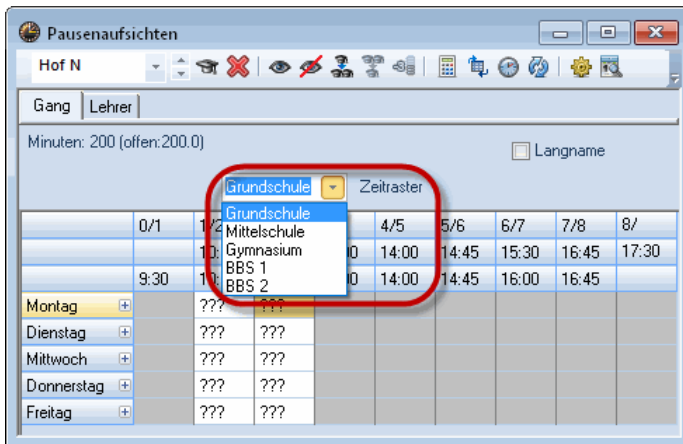 Pausenaufsichten
Hof N
Gang Lehrer
Minuten: 200 (offen:200.0)
Langname
Grundschule Zeitraster
Grundschule
Mittelschule
Gymnasium
BBS 1
BBS 2
0/1 1/2 4/5 5/6 6/7 7/8 8/
14:00 14:45 15:30 16:45 17:30
9:30 14:00 14:45 16:00 16:45
Montag ??? ???
Dienstag ??? ???
Mittwoch ??? ???
Donnerstag ??? ???
Freitag ??? ???